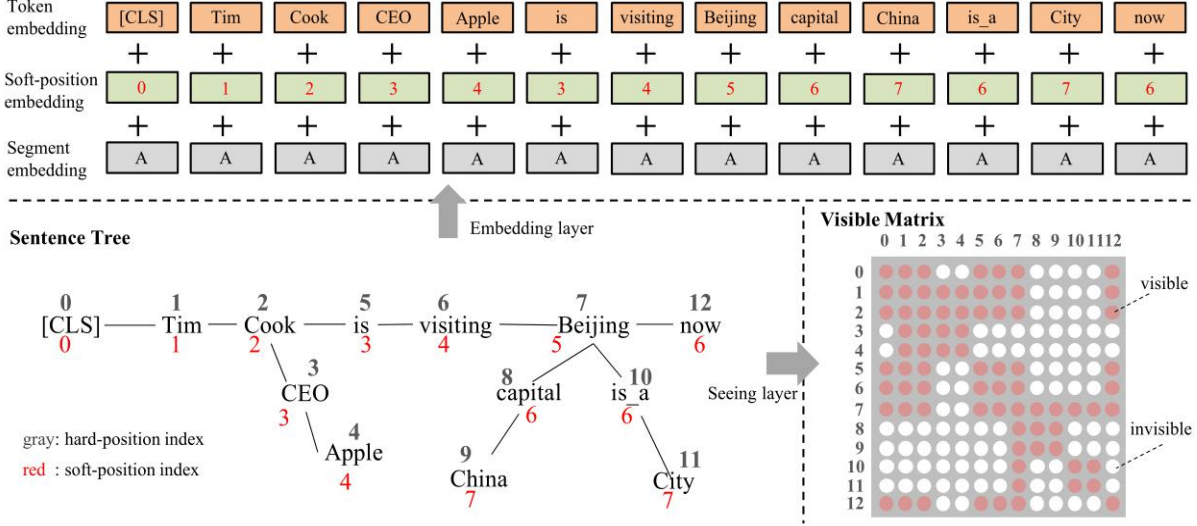 Token embedding [CLS] Tim Cook CEO Apple is visiting Beijing capital China is_a City now
+ + + + + + + + + + + + +
Soft-position embedding 0 1 2 3 4 3 4 5 6 7 6 7 6
+ + + + + + + + + + + + +
Segment embedding A A A A A A A A A A A A A
Embedding layer
Sentence Tree
0 1 2 5 6 7 12
[CLS] Tim Cook is visiting Beijing now
0 1 2 3 4 5 6
3 8 10
CEO capital is_a
3 6 6
4 9 11
Apple China City
4 7 7
gray: hard-position index
red : soft-position index
Seeing layer
Visible Matrix
0 1 2 3 4 5 6 7 8 9 10 11 12
0
1
2
3
4
5
6
7
8
9
10
11
12
visible
invisible